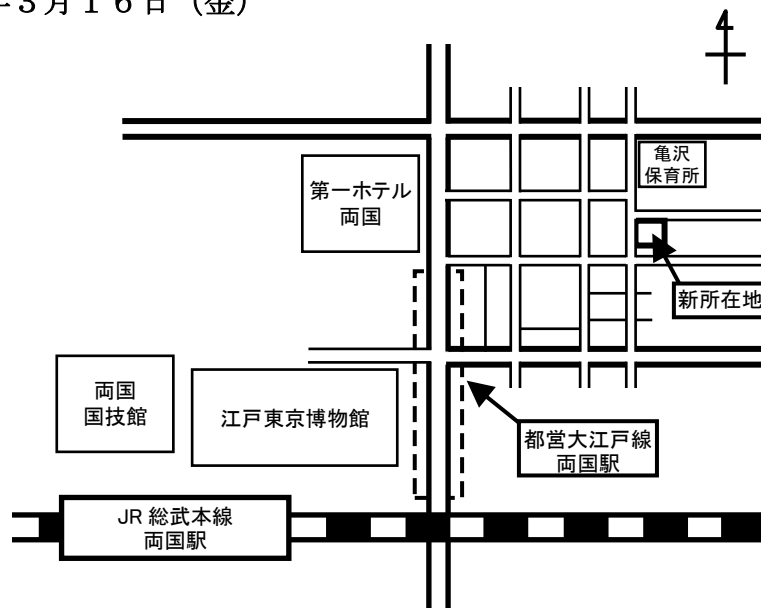 ３月１６日（金）
亀沢
保育所
第一ホテル
両国
新所在地
両国
国技館
江戸東京博物館
都営大江戸線
両国駅
JR 総武本線
両国駅